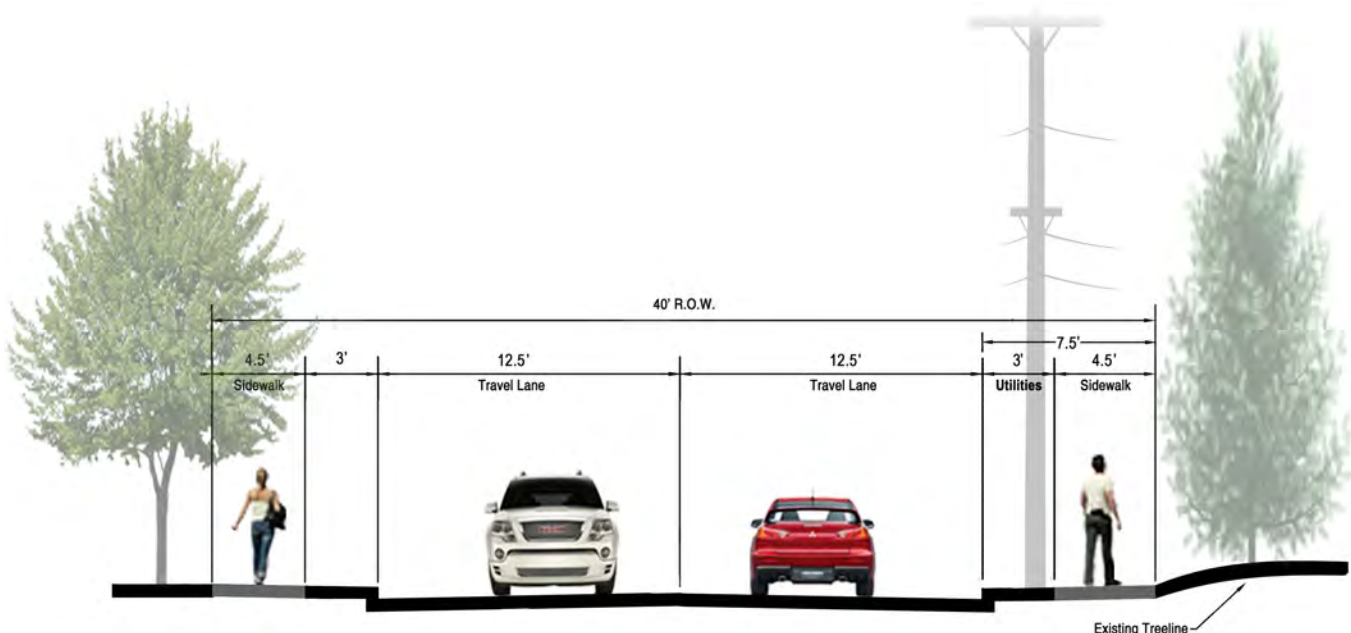 40' R.O.W.
7.5'
4.5' 3' 12.5' 12.5' 3' 4.5'
Sidewalk Travel Lane Travel Lane Utilities Sidewalk
GMC
Existing Treeline